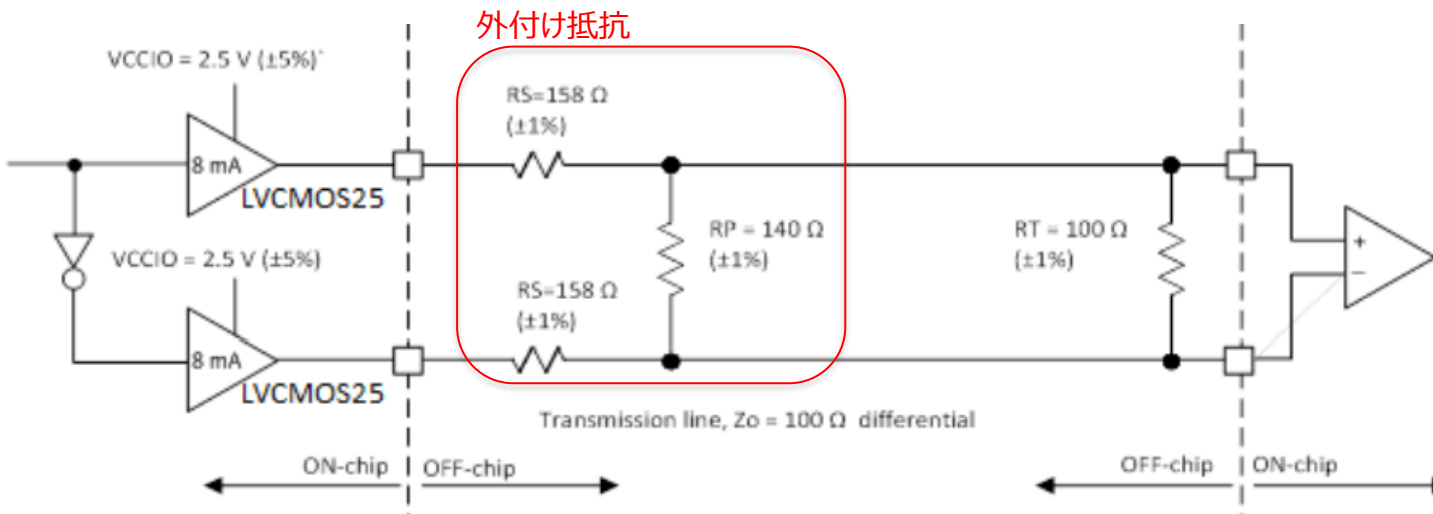 外付け抵抗
VCCIO = 2.5 V (±5%)`
RS=158 Ω
(±1%)
8 mA
LVCMOS25
RP = 140 Ω
(±1%)
RT = 100 Ω
(±1%)
+
−
VCCIO = 2.5 V (±5%)
RS=158 Ω
(±1%)
8 mA
LVCMOS25
Transmission line, Zo = 100 Ω differential
ON-chip
OFF-chip
OFF-chip
ON-chip